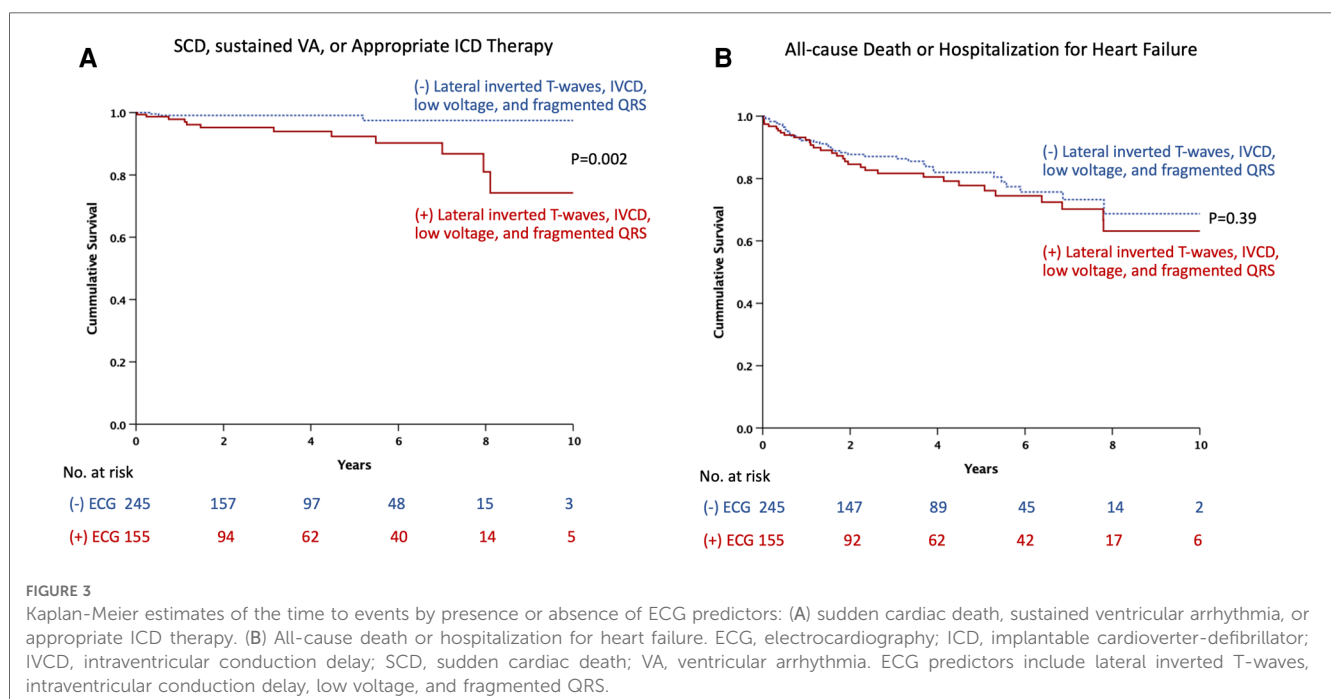 A
SCD, sustained VA, or Appropriate ICD Therapy
(-) Lateral inverted T-waves, IVCD,
low voltage, and fragmented QRS
1.0
0.8
0.6
0.4
0.2
0.0
Cummulative Survival
P=0.002
(+) Lateral inverted T-waves, IVCD,
low voltage, and fragmented QRS
0 2 4 6 8 10
Years
No. at risk
(-) ECG 245 157 97 48 15 3
(+) ECG 155 94 62 40 14 5
B
All-cause Death or Hospitalization for Heart Failure
1.0
0.8
0.6
0.4
0.2
0.0
Cummulative Survival
(-) Lateral inverted T-waves, IVCD,
low voltage, and fragmented QRS
P=0.39
(+) Lateral inverted T-waves, IVCD,
low voltage, and fragmented QRS
0 2 4 6 8 10
Years
No. at risk
(-) ECG 245 147 89 45 14 2
(+) ECG 155 92 62 42 17 6
FIGURE 3
Kaplan-Meier estimates of the time to events by presence or absence of ECG predictors: (A) sudden cardiac death, sustained ventricular arrhythmia, or
appropriate ICD therapy. (B) All-cause death or hospitalization for heart failure. ECG, electrocardiography; ICD, implantable cardioverter-defibrillator;
IVCD, intraventricular conduction delay; SCD, sudden cardiac death; VA, ventricular arrhythmia. ECG predictors include lateral inverted T-waves,
intraventricular conduction delay, low voltage, and fragmented QRS.